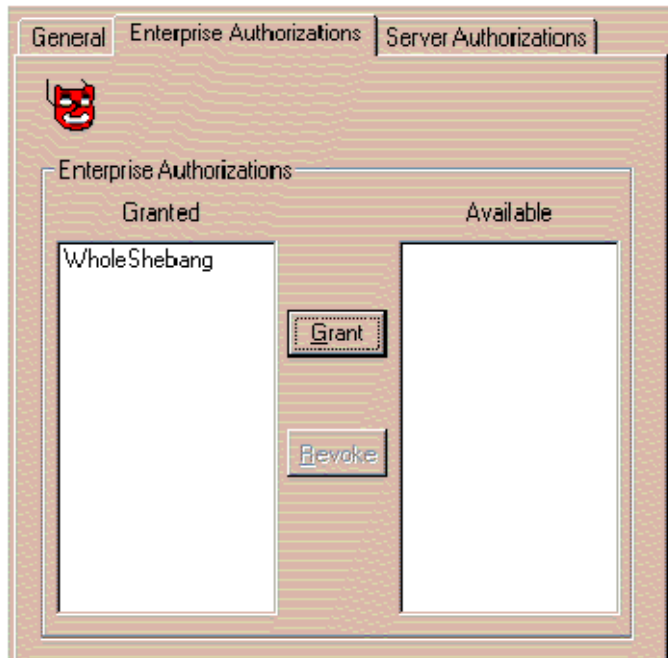 General
Enterprise Authorizations
Server Authorizations
Enterprise Authorizations
Granted
Available
WholeShebang
Grant
Revoke